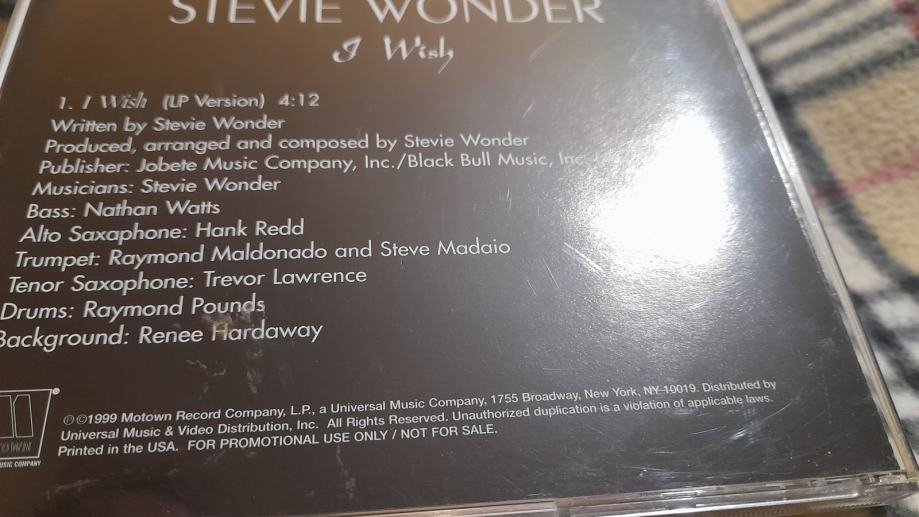 STEVIE WONDER
I Wish
1. I Wish (LP Version) 4:12
Written by Stevie Wonder
Produced, arranged and composed by Stevie Wonder
Publisher: Jobete Music Company, Inc./Black Bull Music, Inc.
Musicians: Stevie Wonder
Bass: Nathan Watts
Alto Saxophone: Hank Redd
Trumpet: Raymond Maldonado and Steve Madaio
Tenor Saxophone: Trevor Lawrence
Drums: Raymond Pounds
Background: Renee Hardaway
℗©1999 Motown Record Company, L.P., a Universal Music Company, 1755 Broadway, New York, NY 10019. Distributed by
Universal Music & Video Distribution, Inc. All Rights Reserved. Unauthorized duplication is a violation of applicable laws.
Printed in the USA. FOR PROMOTIONAL USE ONLY / NOT FOR SALE.